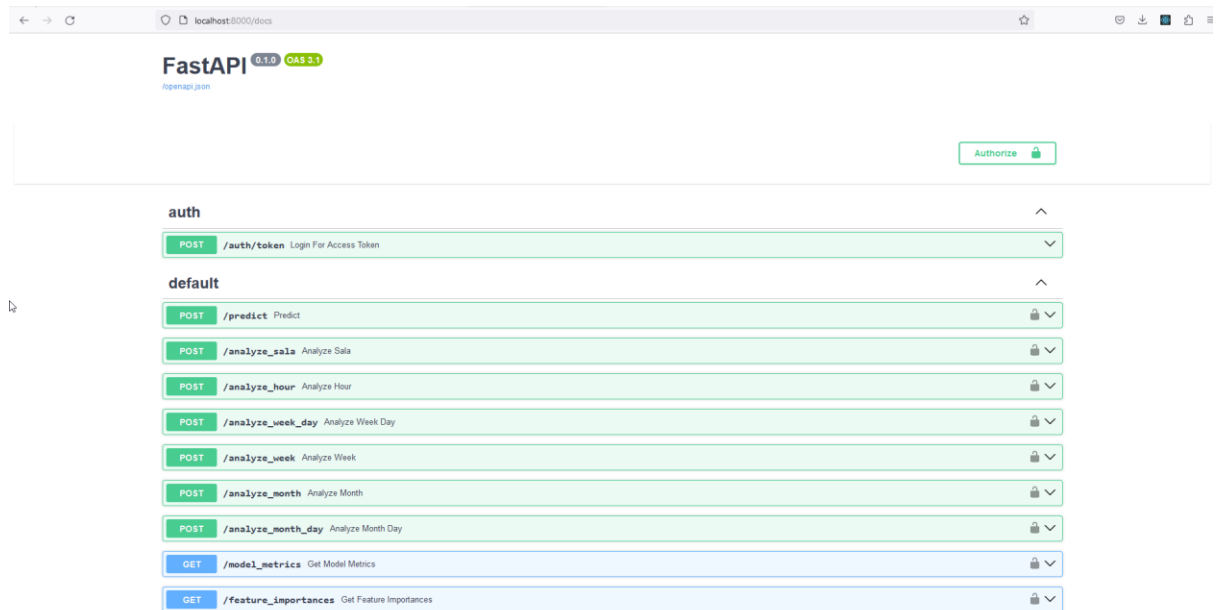 localhost:8000/docs
FastAPI 0.1.0 OAS 3.1
/openapi.json
Authorize
auth
POST /auth/token Login For Access Token
default
POST /predict Predict
POST /analyze_sala Analyze Sala
POST /analyze_hour Analyze Hour
POST /analyze_week_day Analyze Week Day
POST /analyze_week Analyze Week
POST /analyze_month Analyze Month
POST /analyze_month_day Analyze Month Day
GET /model_metrics Get Model Metrics
GET /feature_importances Get Feature Importances